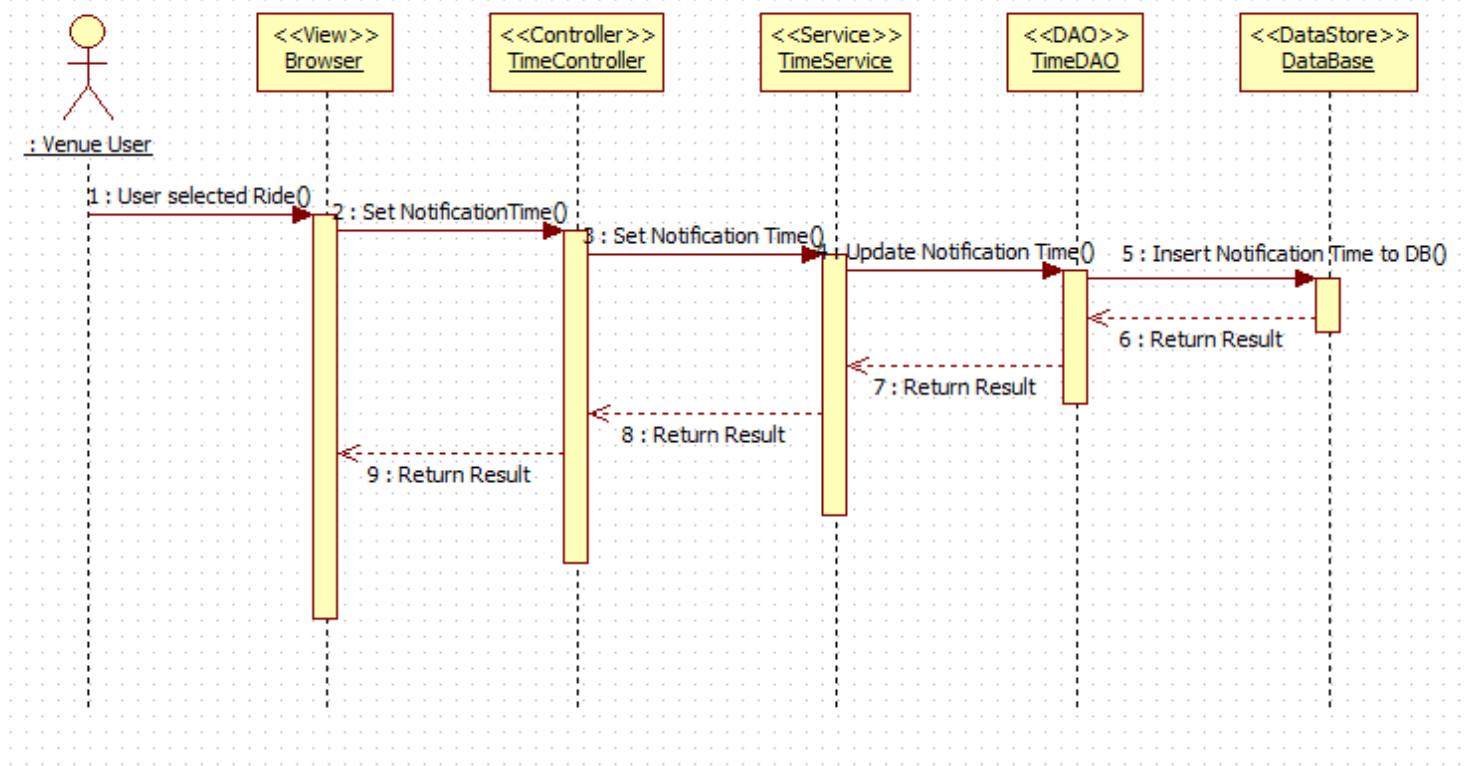 <<View>>
Browser
<<Controller>>
TimeController
<<Service>>
TimeService
<<DAO>>
TimeDAO
<<DataStore>>
DataBase
: Venue User
1 : User selected Ride()
2 : Set NotificationTime()
3 : Set Notification Time()
4 : Update Notification Time()
5 : Insert Notification Time to DB()
6 : Return Result
7 : Return Result
8 : Return Result
9 : Return Result